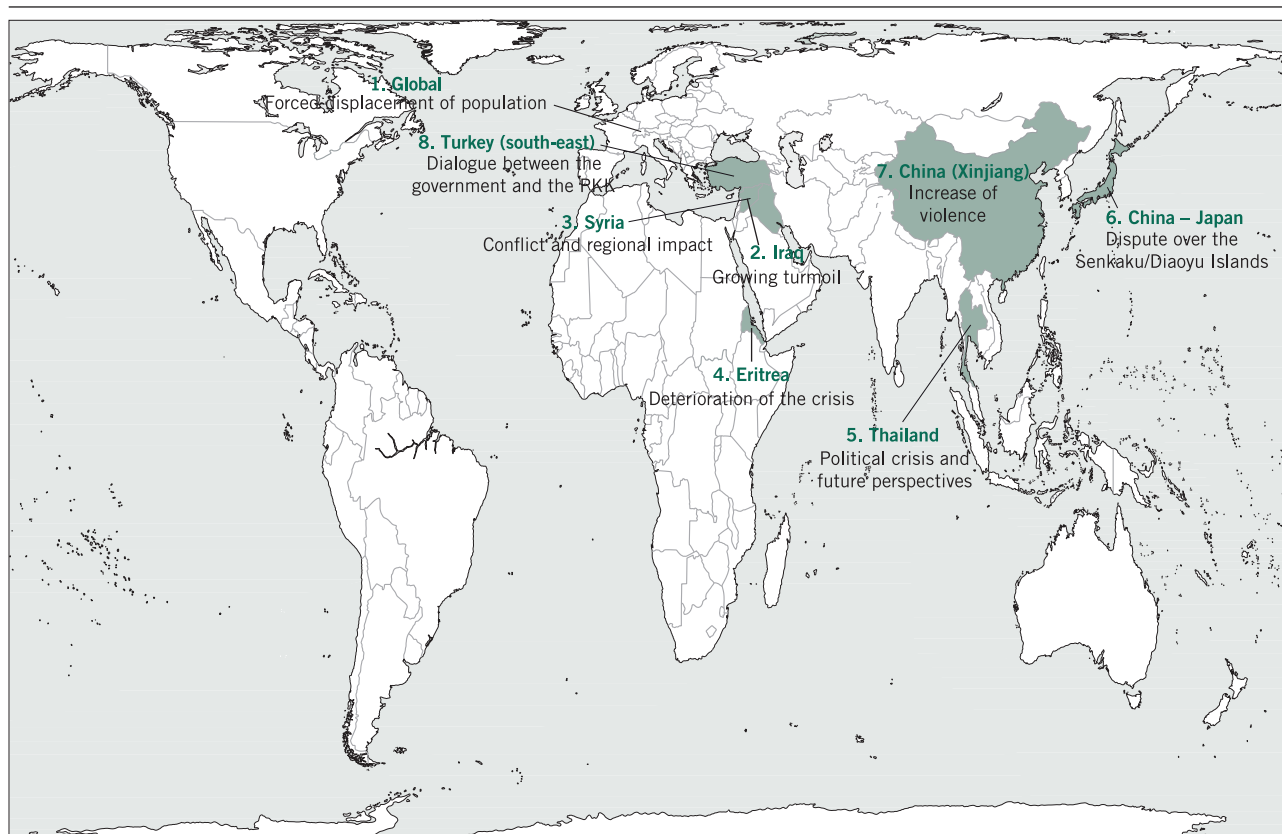 1. Global
Forced displacement of population
8. Turkey (south-east)
Dialogue between the
government and the PKK
3. Syria
Conflict and regional impact
2. Iraq
Growing turmoil
4. Eritrea
Deterioration of the crisis
5. Thailand
Political crisis and
future perspectives
7. China (Xinjiang)
Increase of
violence
6. China – Japan
Dispute over the
Senkaku/Diaoyu Islands